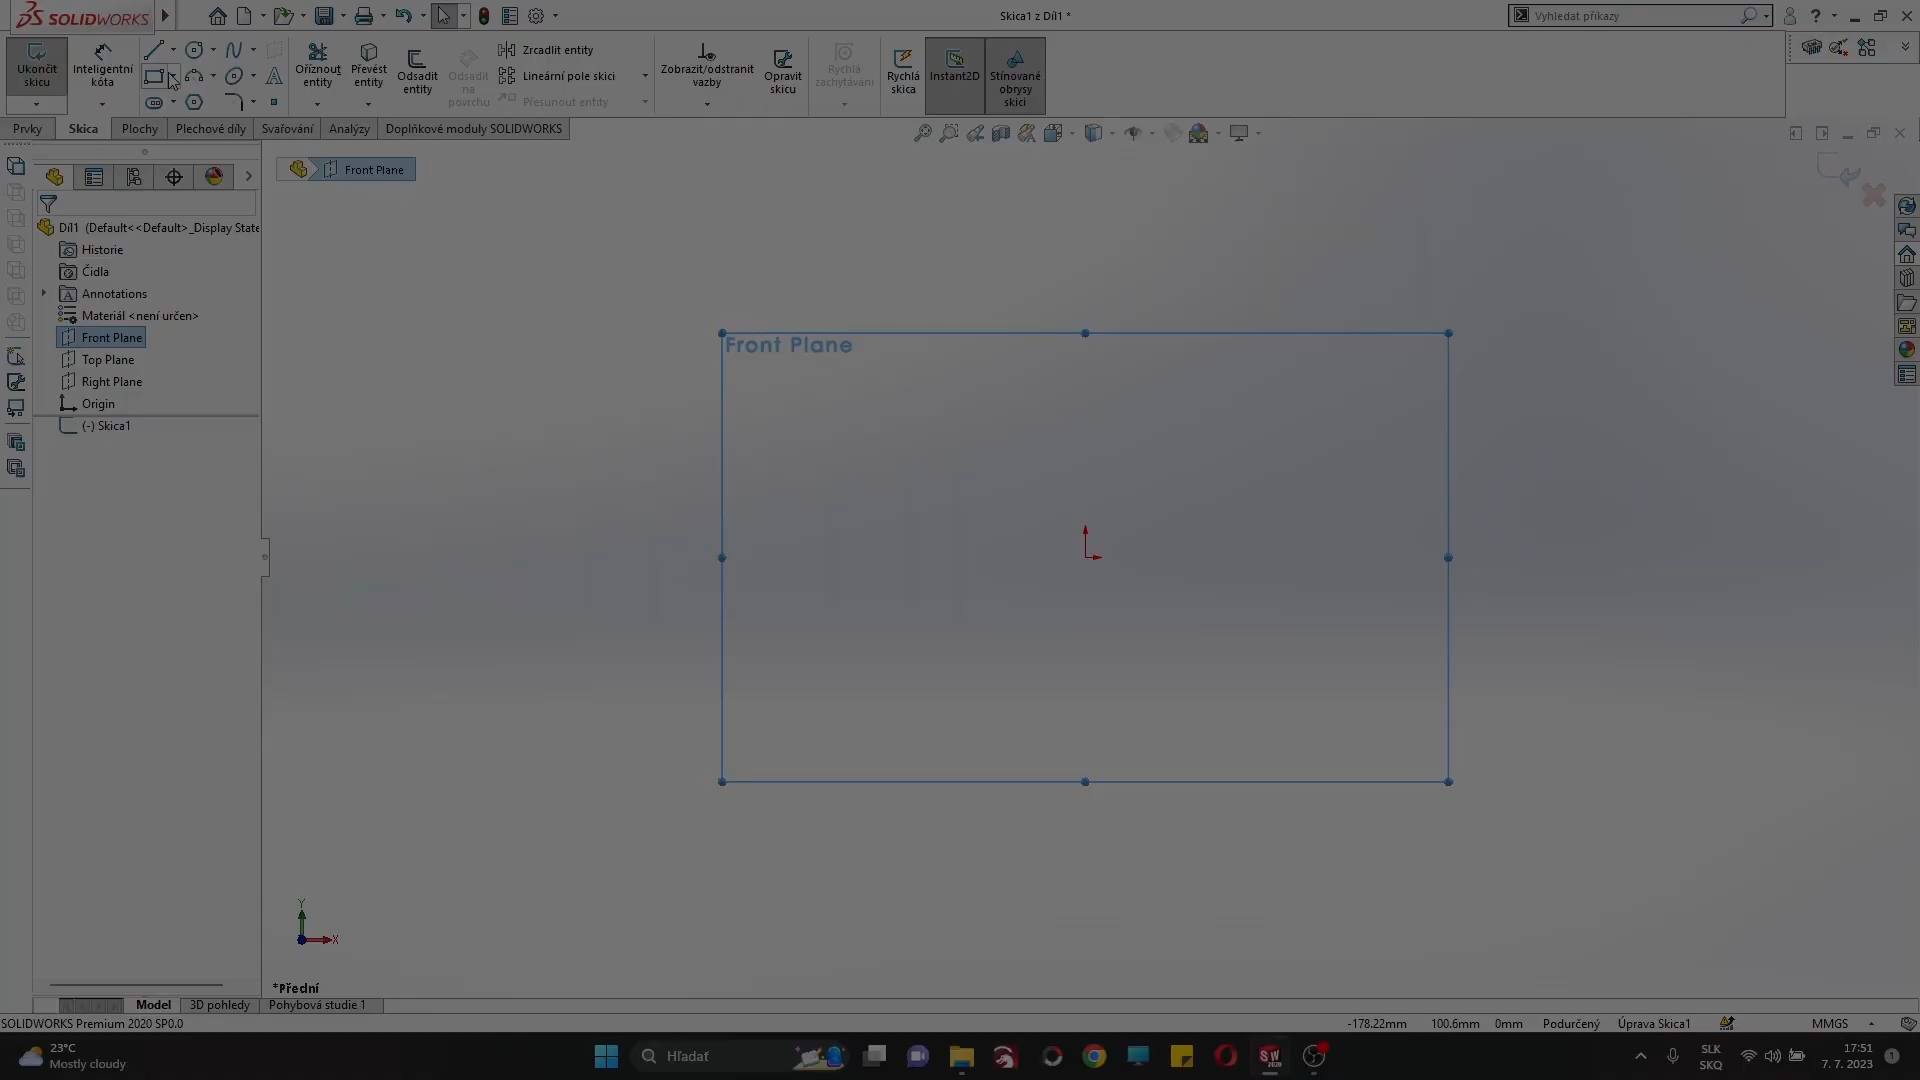 SOLIDWORKS
Skica1 z Díl1 *
Vyhledat příkazy
Ukončit skicu
Inteligentní kóta
Oříznout entity
Převést entity
Odsadit entity
Odsadit na povrchu
Zrcadlit entity
Lineární pole skici
Přesunout entity
Zobrazit/odstranit vazby
Opravit skicu
Rychlá zachytávání
Rychlá skica
Instant2D
Stínované obrysy skici
Prvky
Skica
Plochy
Plechové díly
Svařování
Analýzy
Doplňkové moduly SOLIDWORKS
Front Plane
Díl1 (Default<<Default>_Display State
Historie
Čidla
Annotations
Materiál <není určen>
Front Plane
Top Plane
Right Plane
Origin
(-) Skica1
Front Plane
Y
X
*Přední
Model
3D pohledy
Pohybová studie 1
SOLIDWORKS Premium 2020 SP0.0
-178.22mm
100.6mm
0mm
Podurčený
Úprava Skica1
MMGS
23°C
Mostly cloudy
Hľadať
SW
2020
SLK
SKQ
17:51
7. 7. 2023
1